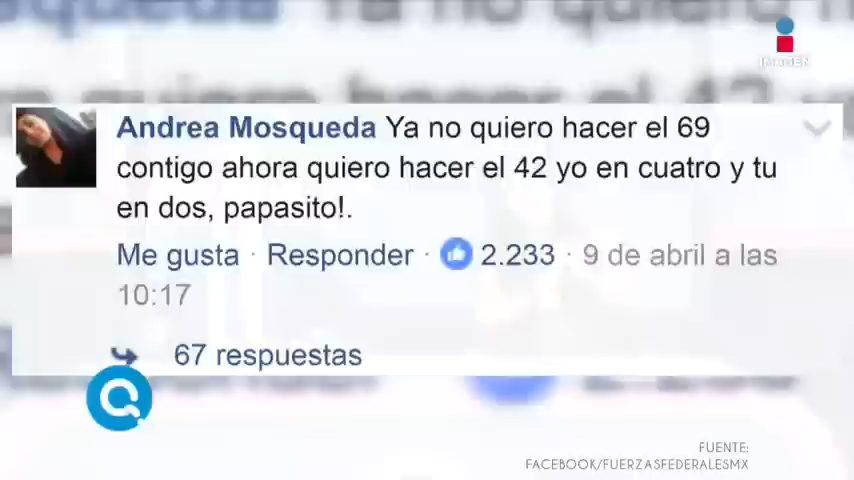 IMAGEN
Andrea Mosqueda Ya no quiero hacer el 69
contigo ahora quiero hacer el 42 yo en cuatro y tu
en dos, papasito!.
Me gusta · Responder · 2.233 · 9 de abril a las
10:17
67 respuestas
FUENTE:
FACEBOOK/FUERZASFEDERALESMX